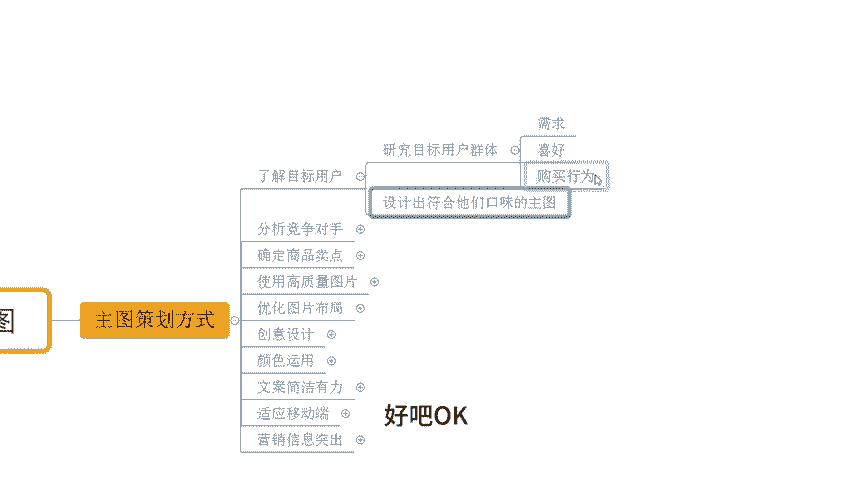 需求
研究目标用户群体
喜好
了解目标用户
购买行为
设计出符合他们口味的主图
分析竞争对手
确定商品卖点
使用高质量图片
图
主图策划方式
优化图片布局
创意设计
颜色运用
文案简洁有力
适应移动端
好吧OK
营销信息突出